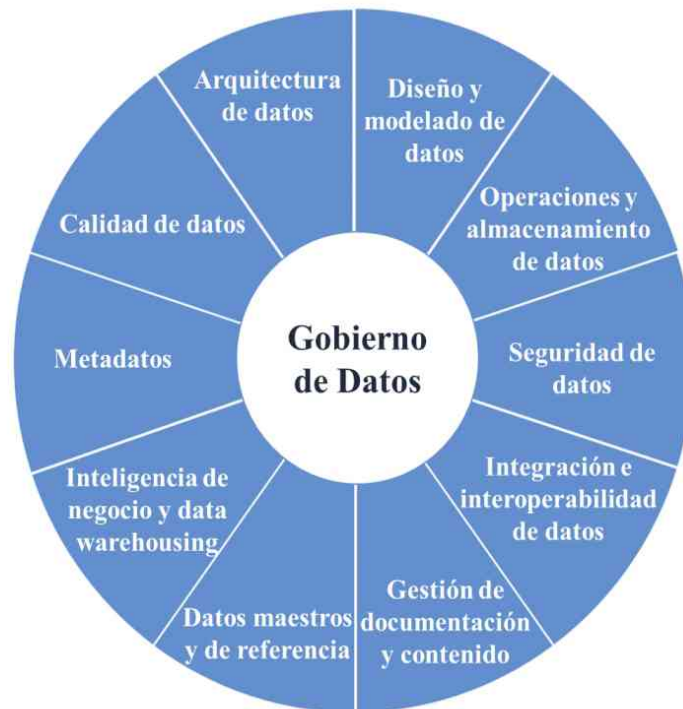 Arquitectura
de datos
Diseño y
modelado de
datos
Operaciones y
almacenamiento
de datos
Seguridad de
datos
Integración e
interoperabilidad
de datos
Gestión de
documentación
y contenido
Datos maestros
y de referencia
Inteligencia de
negocio y data
warehousing
Metadatos
Calidad de datos
Gobierno
de Datos